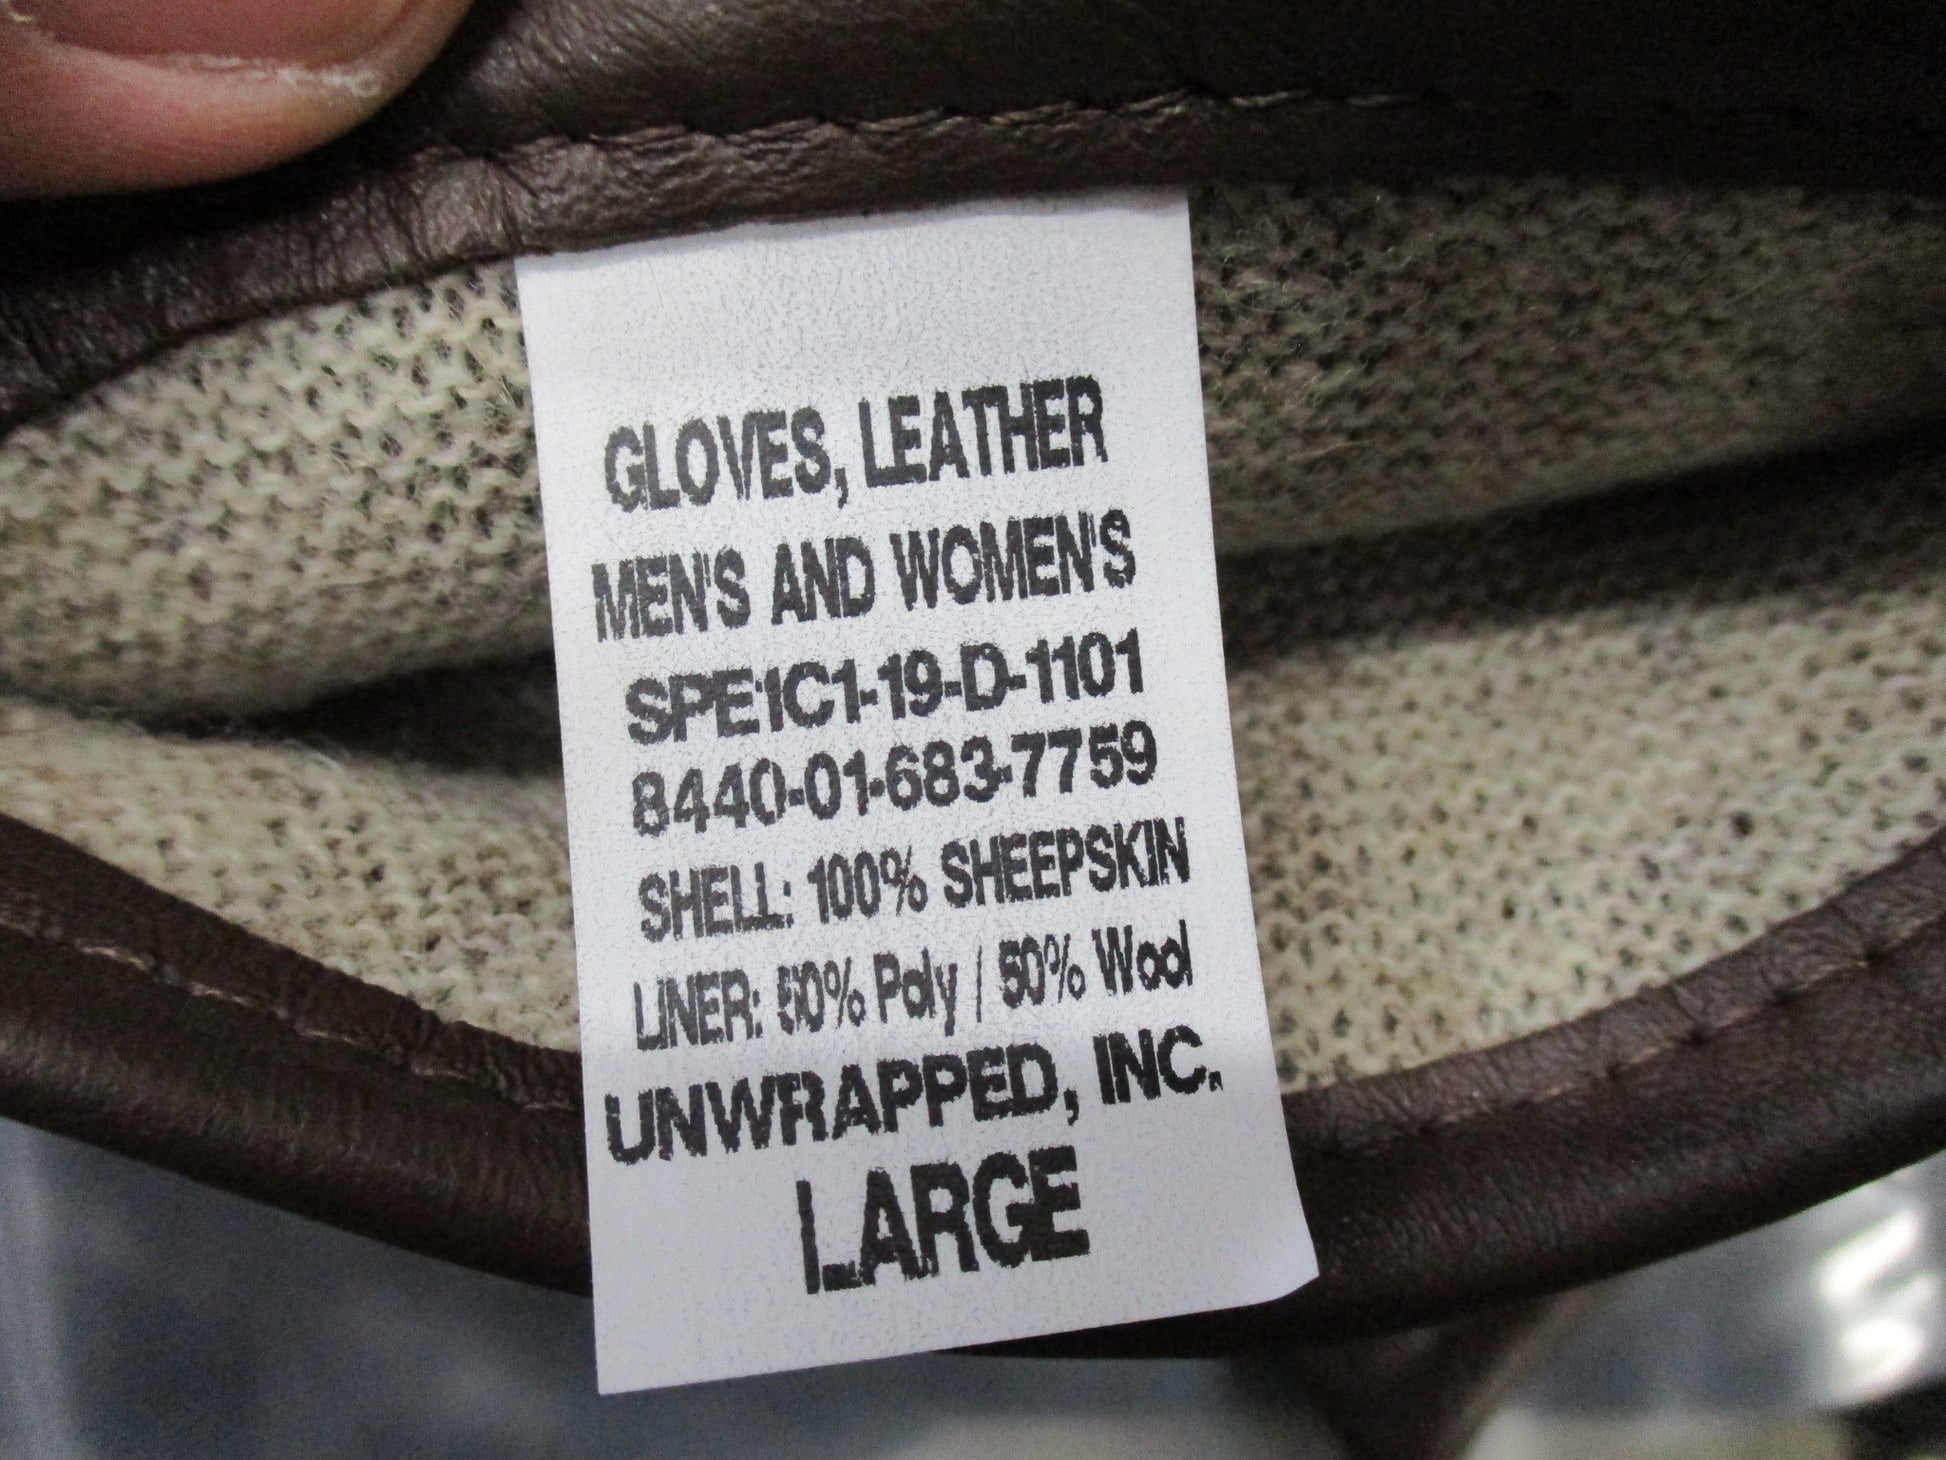 GLOVES, LEATHER
MEN'S AND WOMEN'S
SPE1C1-19-D-1101
8440-01-683-7759
SHELL: 100% SHEEPSKIN
LINER: 50% Poly / 50% Wool
UNWRAPPED, INC.
LARGE